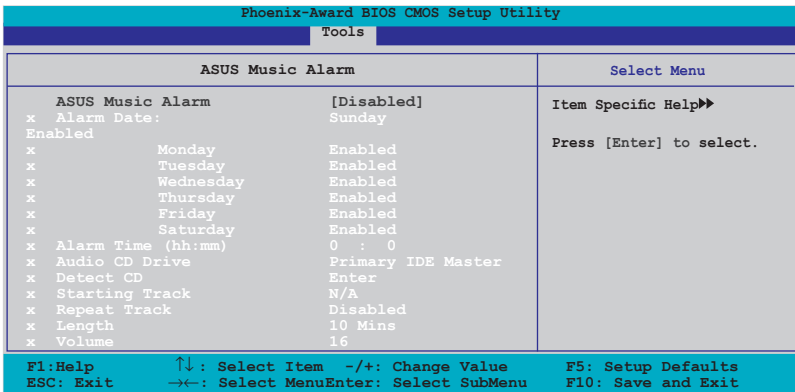 Phoenix-Award BIOS CMOS Setup Utility
Tools
ASUS Music Alarm
Select Menu
ASUS Music Alarm [Disabled]
x Alarm Date: Sunday
Enabled
x Monday Enabled
x Tuesday Enabled
x Wednesday Enabled
x Thursday Enabled
x Friday Enabled
x Saturday Enabled
x Alarm Time (hh:mm) 0 : 0
x Audio CD Drive Primary IDE Master
x Detect CD Enter
x Starting Track N/A
x Repeat Track Disabled
x Length 10 Mins
x Volume 16
Item Specific Help▶▶
Press [Enter] to select.
F1:Help ↑↓: Select Item -/+: Change Value F5: Setup Defaults
ESC: Exit →←: Select MenuEnter: Select SubMenu F10: Save and Exit